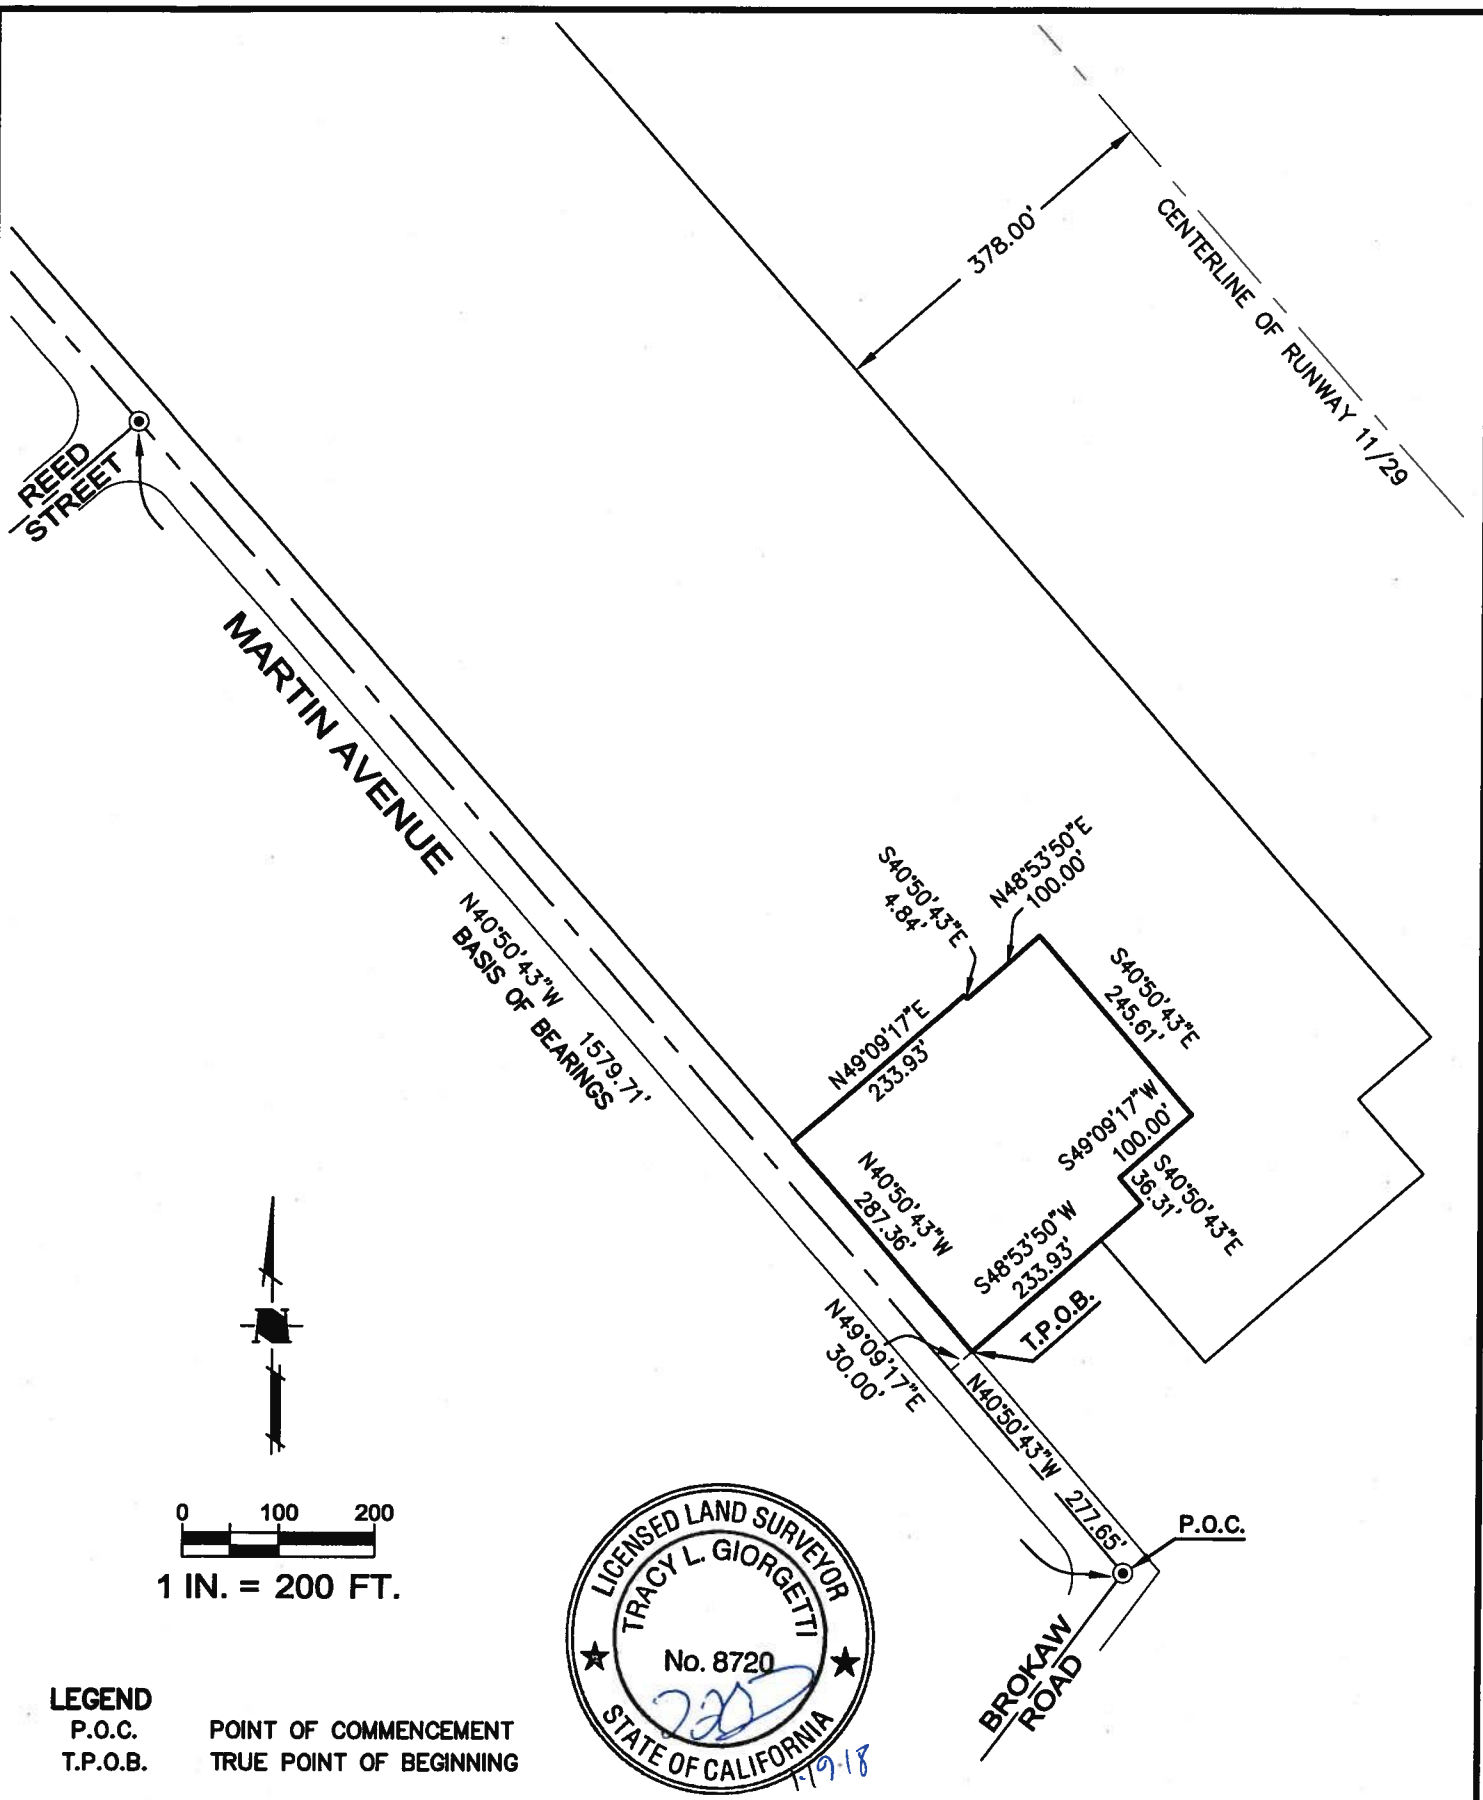 378.00'
CENTERLINE OF RUNWAY 11/29
REED
STREET
MARTIN AVENUE
N40°50'43"W 1579.71'
BASIS OF BEARINGS
S40°50'43"E
4.84'
N48°53'50"E
100.00'
N49°09'17"E
233.93'
S40°50'43"E
245.61'
S49°09'17"W
100.00'
S40°50'43"E
36.31'
N40°50'43"W
287.36'
S48°53'50"W
233.93'
T.P.O.B.
N49°09'17"E
30.00'
N40°50'43"W 277.65'
P.O.C.
BROKAW
ROAD
N
0 100 200
1 IN. = 200 FT.
LICENSED LAND SURVEYOR
TRACY L. GIORGETTI
No. 8720
STATE OF CALIFORNIA
1-19-18
LEGEND
P.O.C. POINT OF COMMENCEMENT
T.P.O.B. TRUE POINT OF BEGINNING